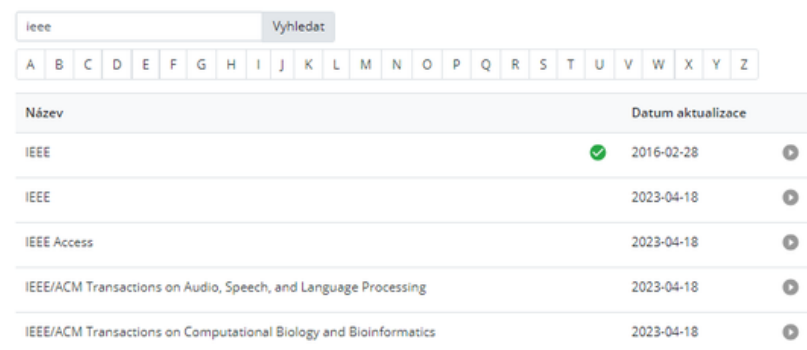 ieee Vyhledat
A B C D E F G H I J K L M N O P Q R S T U V W X Y Z
Název Datum aktualizace
IEEE 2016-02-28
IEEE 2023-04-18
IEEE Access 2023-04-18
IEEE/ACM Transactions on Audio, Speech, and Language Processing 2023-04-18
IEEE/ACM Transactions on Computational Biology and Bioinformatics 2023-04-18